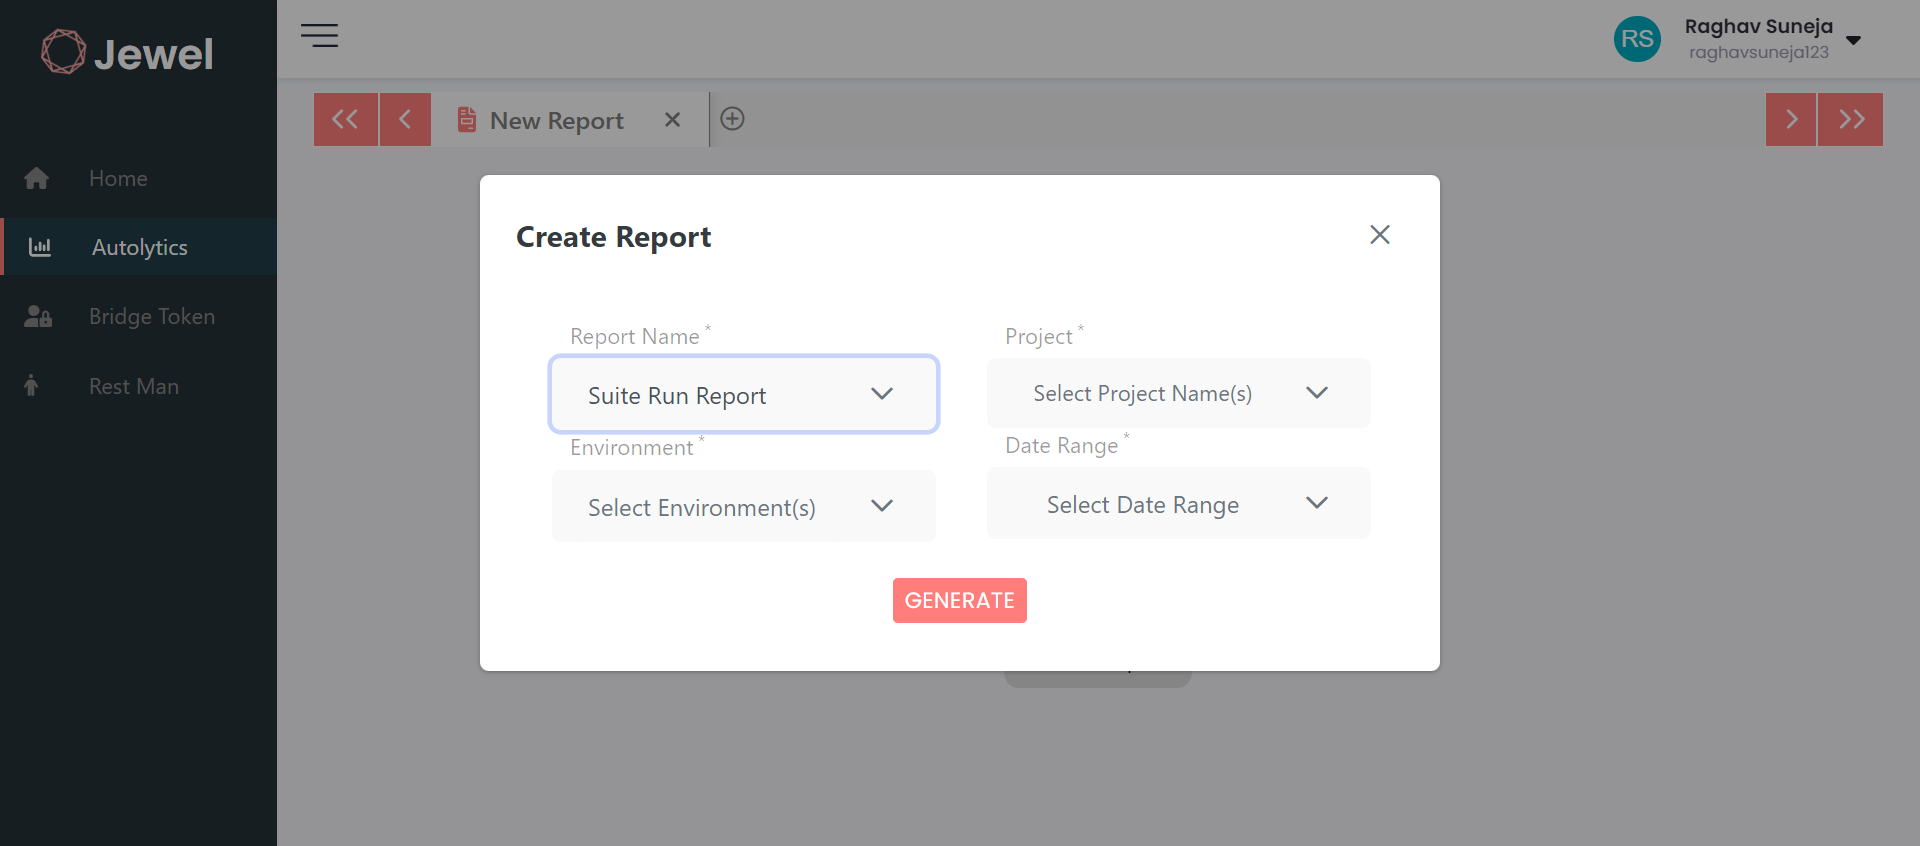 Jewel
RS
Raghav Suneja
raghavsuneja123
New Report
Home
Autolytics
Bridge Token
Rest Man
Create Report
Report Name *
Project *
Suite Run Report
Select Project Name(s)
Environment *
Date Range *
Select Environment(s)
Select Date Range
GENERATE